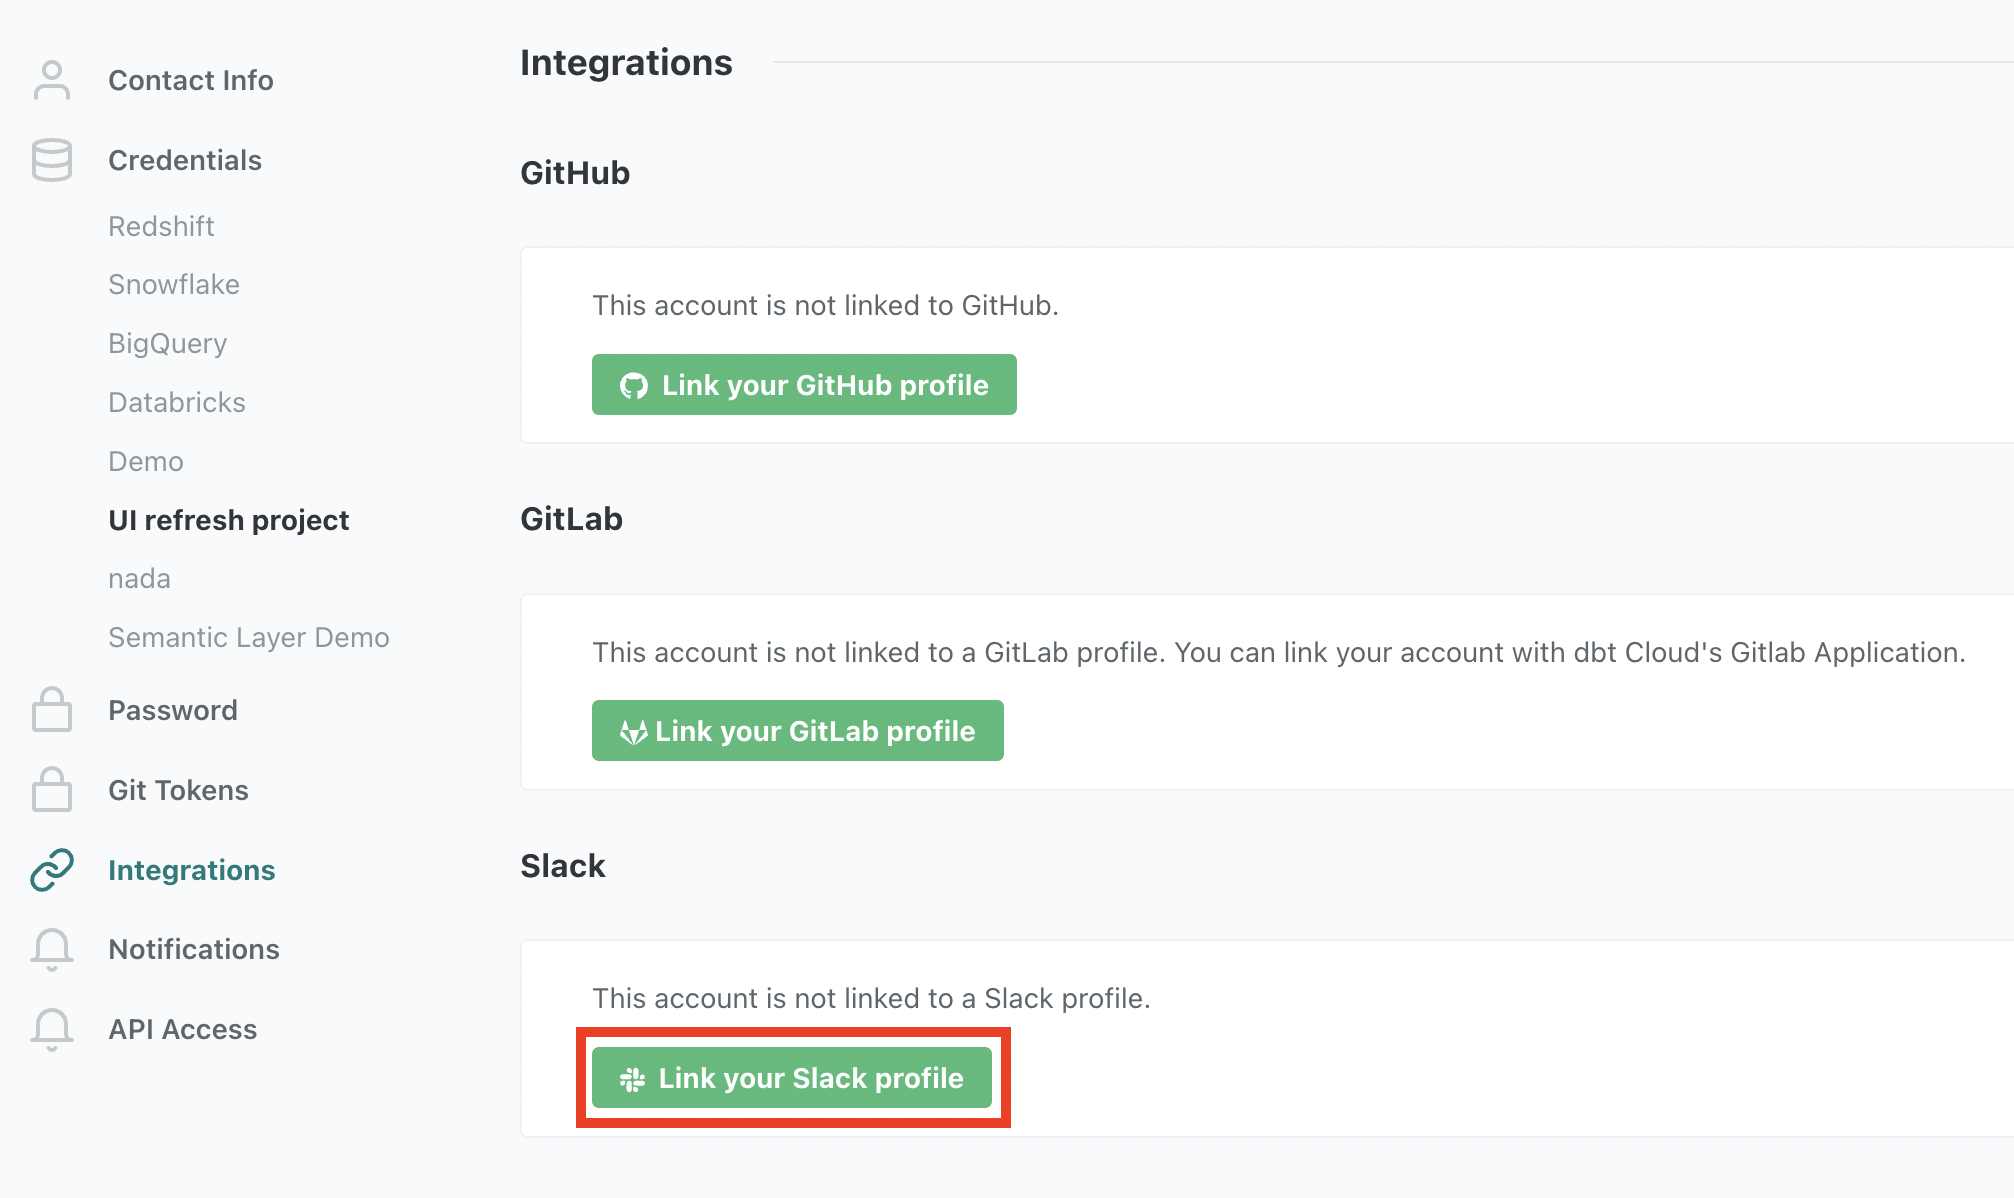 Contact Info
Credentials
Redshift
Snowflake
BigQuery
Databricks
Demo
UI refresh project
nada
Semantic Layer Demo
Password
Git Tokens
Integrations
Notifications
API Access
Integrations
GitHub
This account is not linked to GitHub.
Link your GitHub profile
GitLab
This account is not linked to a GitLab profile. You can link your account with dbt Cloud's Gitlab Application.
Link your GitLab profile
Slack
This account is not linked to a Slack profile.
Link your Slack profile